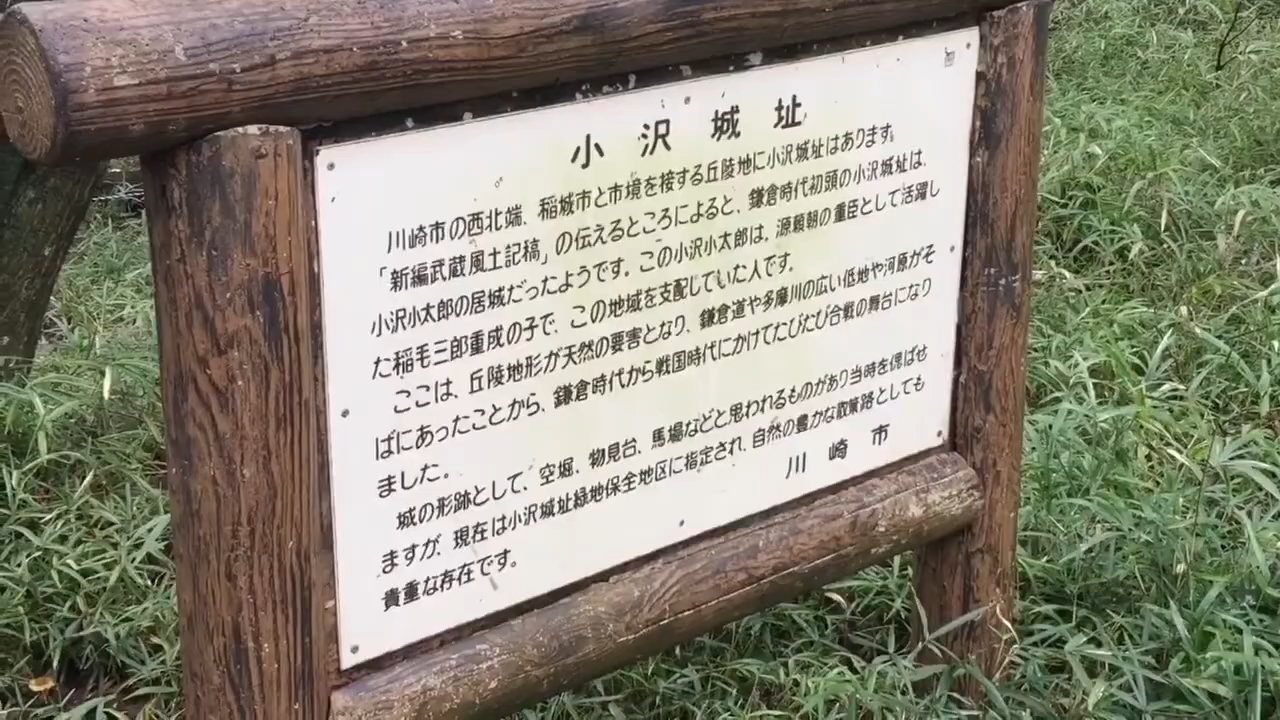 小沢城址
川崎市の西北端、稲城市と市境を接する丘陵地に小沢城址はあります。
「新編武蔵風土記稿」の伝えるところによると、鎌倉時代初頭の小沢城址は、
小沢小太郎の居城だったようです。この小沢小太郎は、源頼朝の重臣として活躍し
た稲毛三郎重成の子で、この地域を支配していた人です。
ここは、丘陵地形が天然の要害となり、鎌倉道や多摩川の広い低地や河原がそ
ばにあったことから、鎌倉時代から戦国時代にかけてたびたび合戦の舞台になり
ました。
城の形跡として、空堀、物見台、馬場などと思われるものがあり当時を偲ばせ
ますが、現在は小沢城址緑地保全地区に指定され、自然の豊かな散策路としても
貴重な存在です。
川崎市